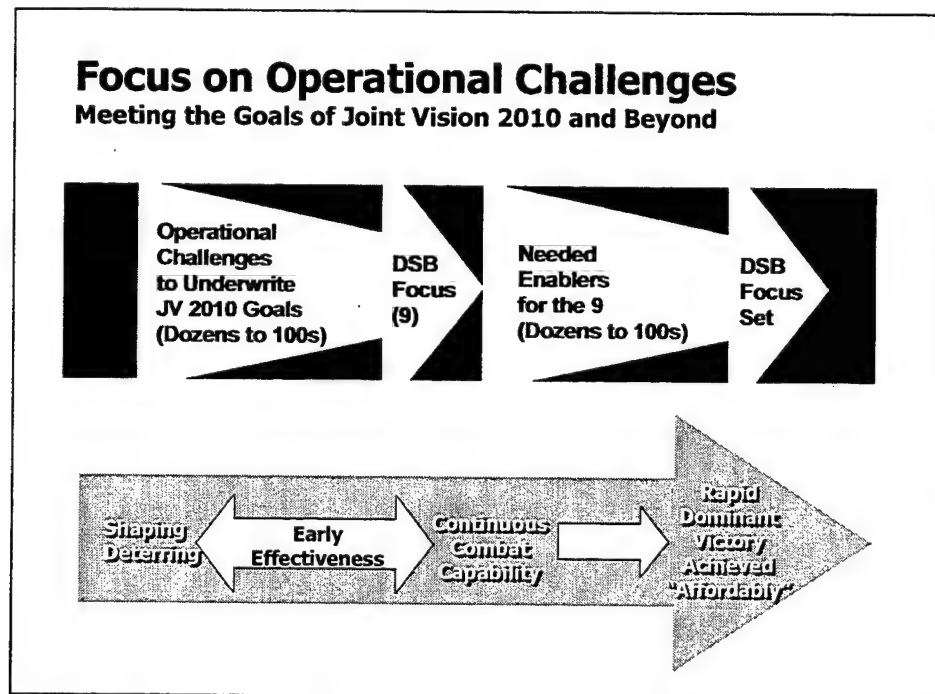 Focus on Operational Challenges
Meeting the Goals of Joint Vision 2010 and Beyond
Operational
Challenges
to Underwrite
JV 2010 Goals
(Dozens to 100s)
DSB
Focus
(9)
Needed
Enablers
for the 9
(Dozens to 100s)
DSB
Focus
Set
Shaping
Deterring
Early
Effectiveness
Continuous
Combat
Capability
Rapid
Dominant
Victory
Achieved
"Affordably"